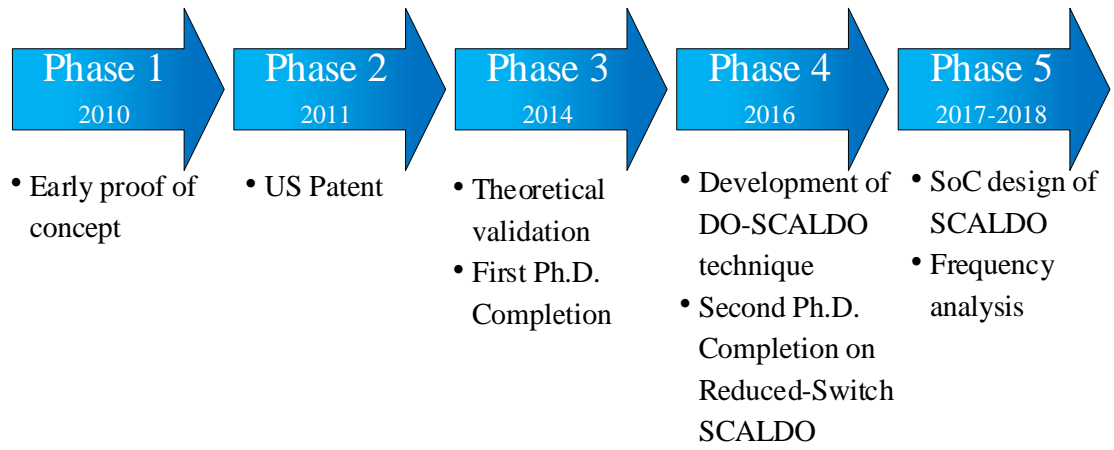 Phase 1
2010
• Early proof of
concept
Phase 2
2011
• US Patent
Phase 3
2014
• Theoretical
validation
• First Ph.D.
Completion
Phase 4
2016
• Development of
DO-SCALDO
technique
• Second Ph.D.
Completion on
Reduced-Switch
SCALDO
Phase 5
2017-2018
• SoC design of
SCALDO
• Frequency
analysis